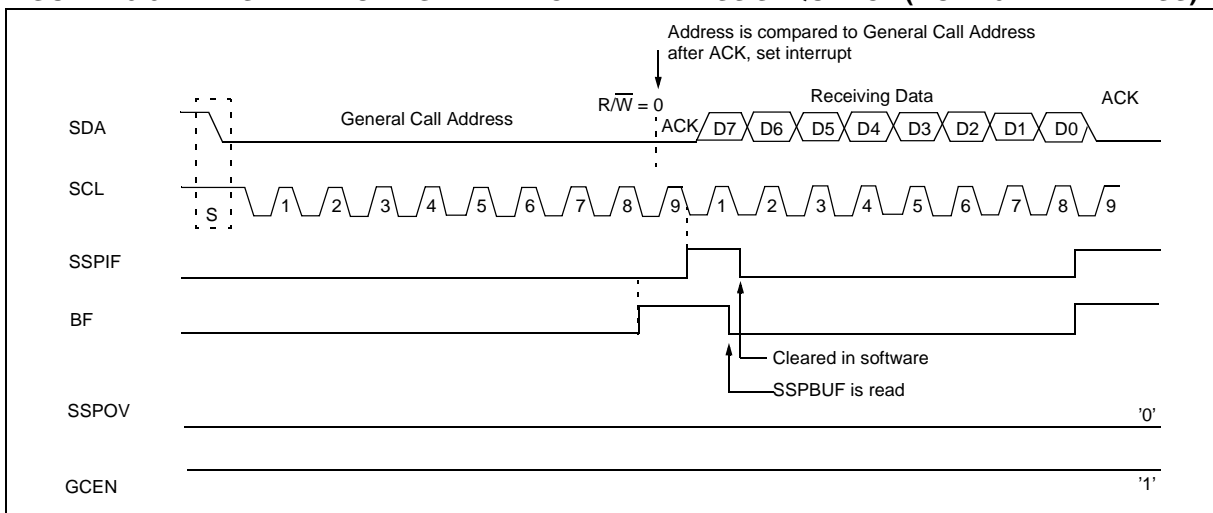 Address is compared to General Call Address
after ACK, set interrupt
R/W = 0
Receiving Data
ACK
SDA
General Call Address
ACK
D7 D6 D5 D4 D3 D2 D1 D0
SCL
S
1 2 3 4 5 6 7 8 9 1 2 3 4 5 6 7 8 9
SSPIF
BF
Cleared in software
SSPBUF is read
SSPOV
'0'
GCEN
'1'